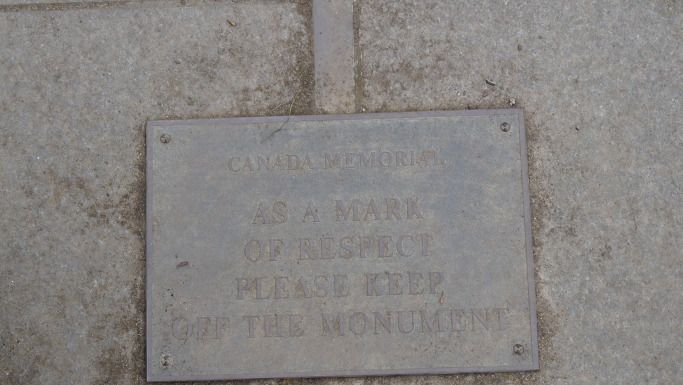 CANADA MEMORIAL
AS A MARK
OF RESPECT
PLEASE KEEP
OFF THE MONUMENT